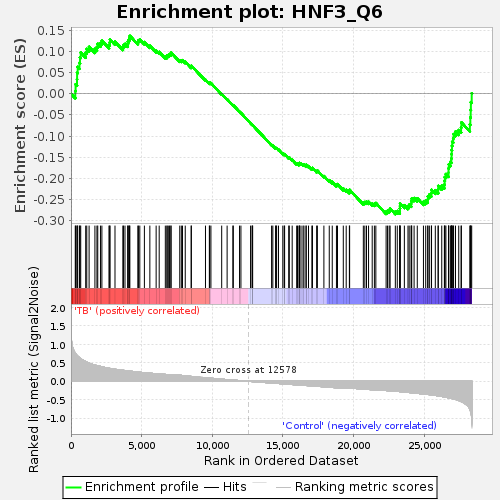 Enrichment plot: HNF3_Q6
Enrichment score (ES)
0.15
0.10
0.05
0.00
-0.05
-0.10
-0.15
-0.20
-0.25
-0.30
'TB' (positively correlated)
Ranked list metric (Signal2Noise)
2.0
1.5
1.0
0.5
0.0
-0.5
-1.0
Zero cross at 12578
'Control' (negatively correlated)
0
5,000
10,000
15,000
20,000
25,000
Rank in Ordered Dataset
Enrichment profile
Hits
Ranking metric scores